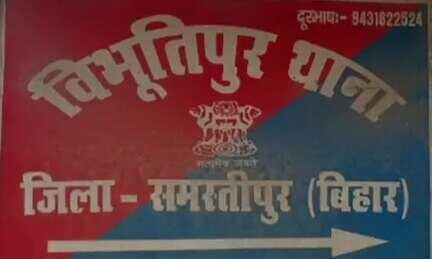 दूरभाषः- 9431822524
विभूतिपुर थाना
सत्यमेव जयते
जिला - समस्तीपुर (बिहार)